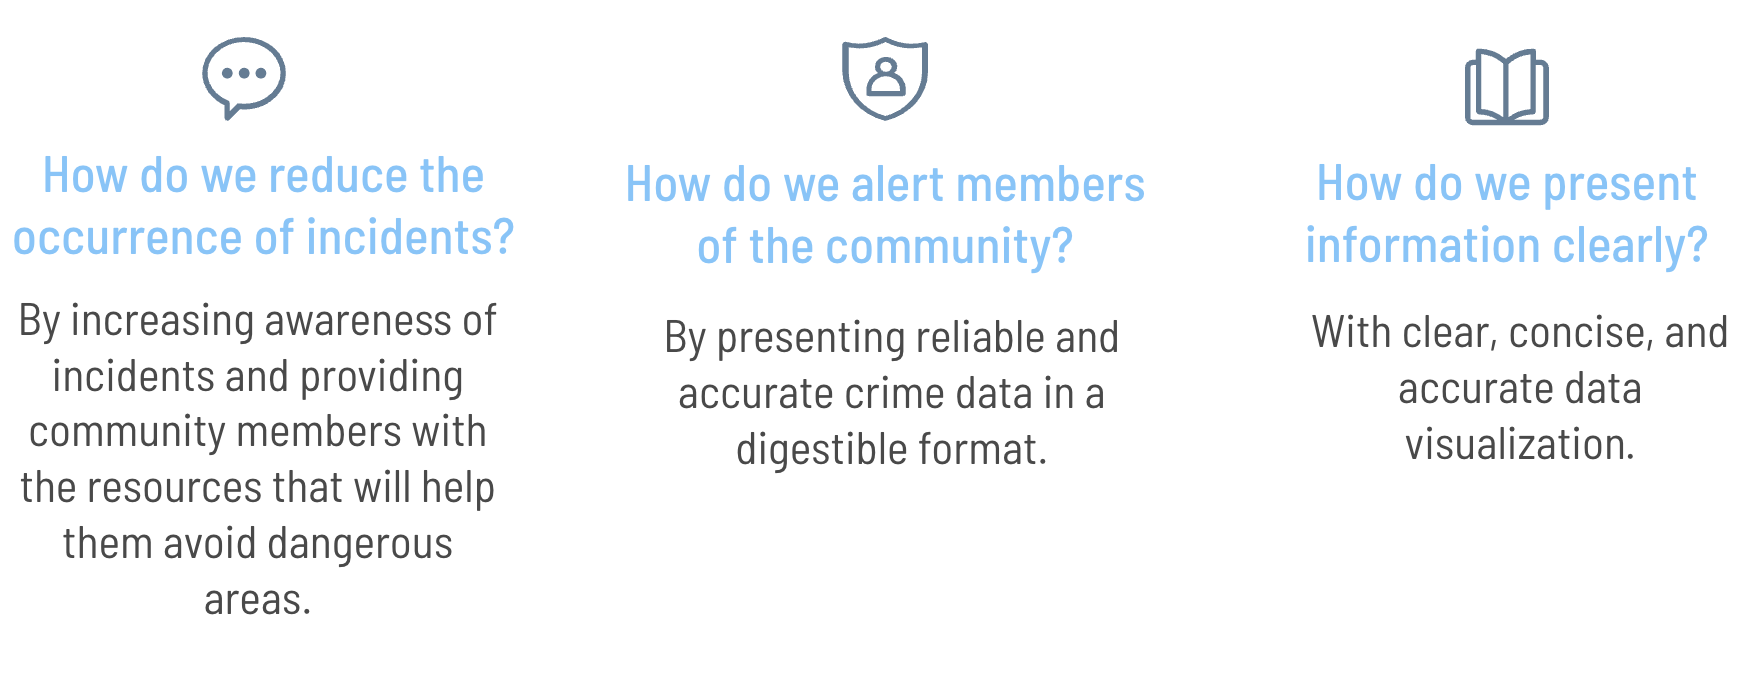 How do we reduce the
occurrence of incidents?
By increasing awareness of
incidents and providing
community members with
the resources that will help
them avoid dangerous
areas.
How do we alert members
of the community?
By presenting reliable and
accurate crime data in a
digestible format.
How do we present
information clearly?
With clear, concise, and
accurate data
visualization.